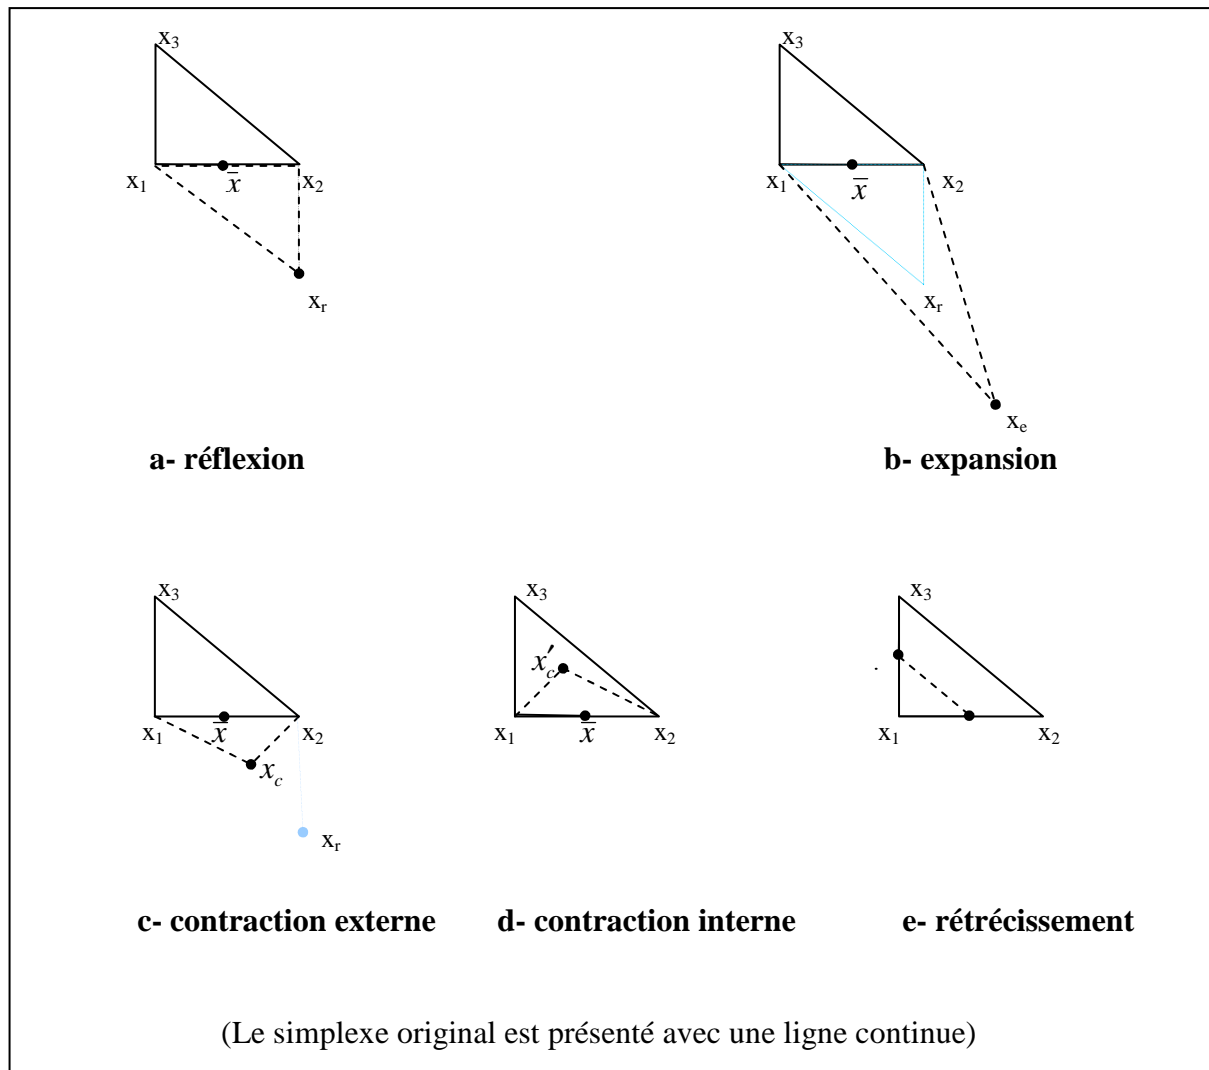 x₃
x₃
x₁ x̄ x₂
x₁ x̄ x₂
xᵣ
xᵣ
xₑ
a- réflexion
b- expansion
x₃
x₃
x₃
x'c
x₁ x̄ x₂
x₁ x̄ x₂
x₁ x₂
xc
xᵣ
c- contraction externe
d- contraction interne
e- rétrécissement
(Le simplexe original est présenté avec une ligne continue)